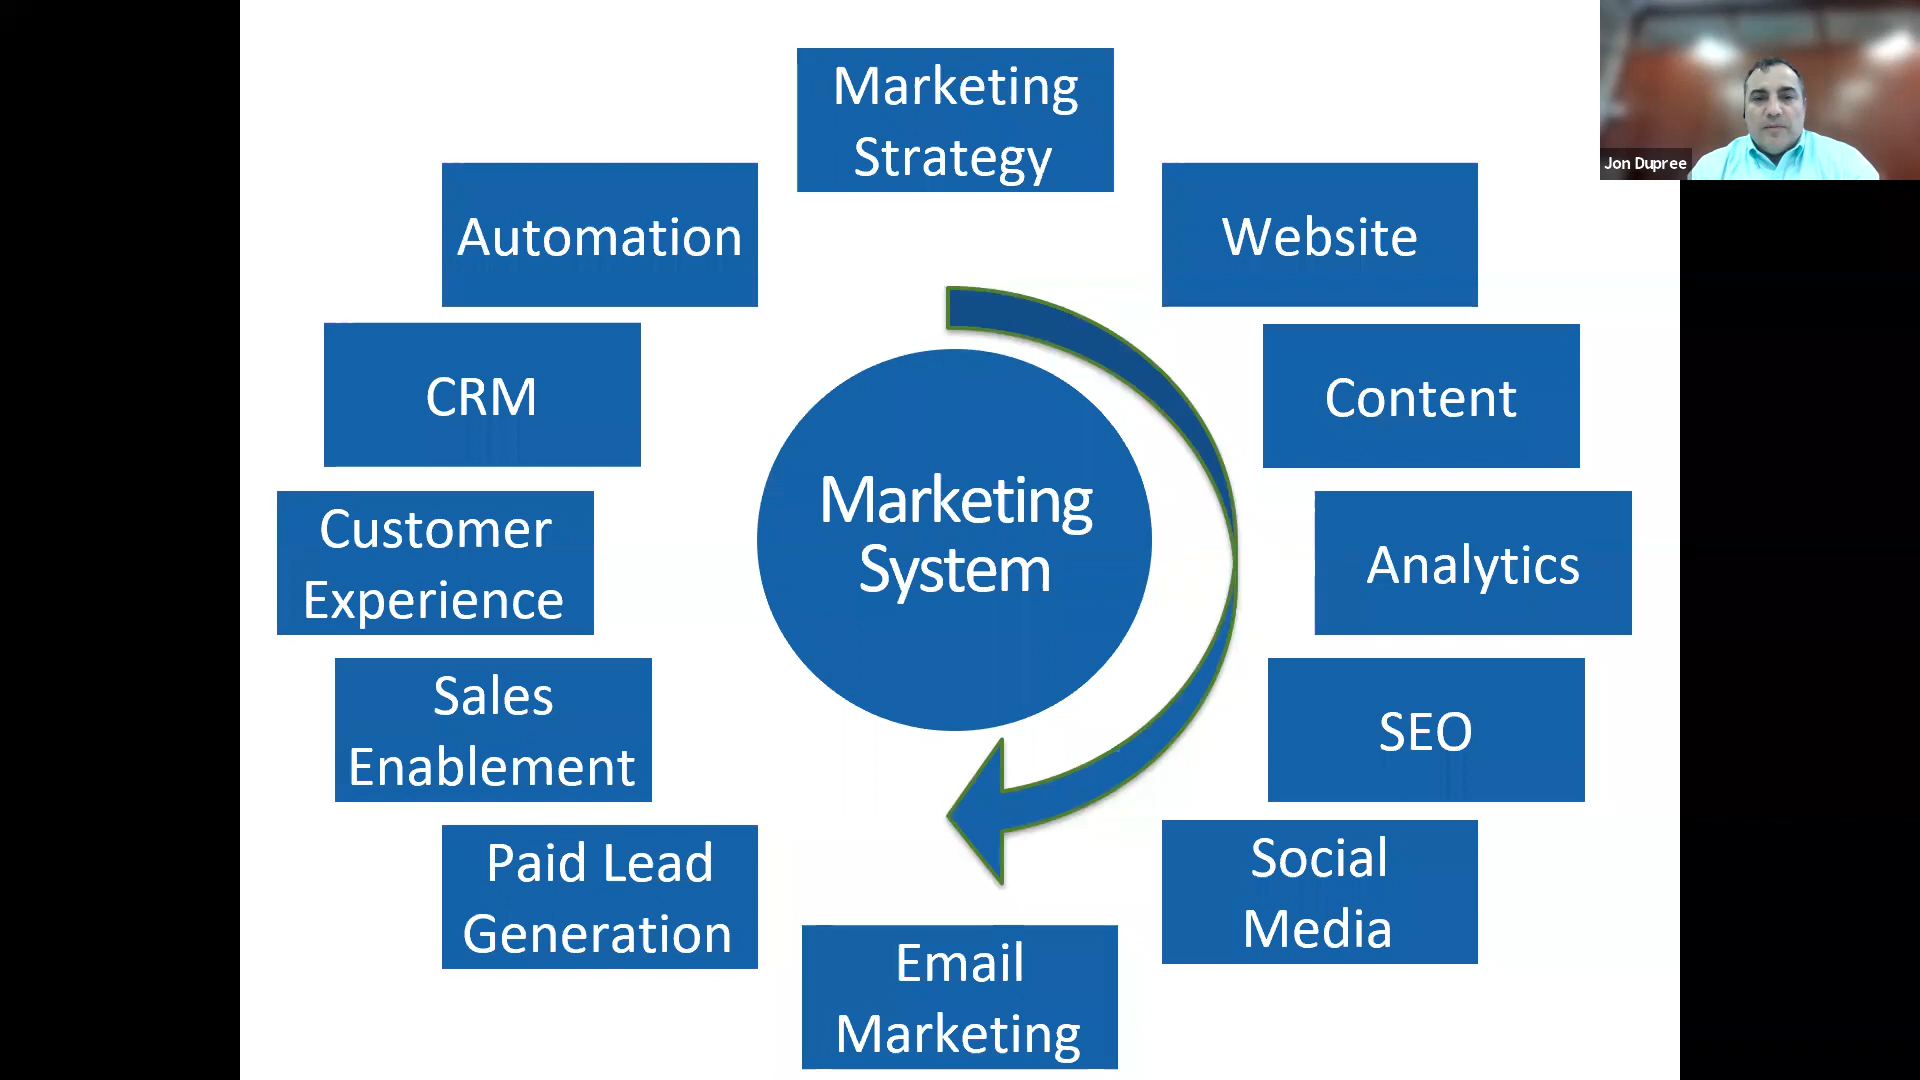 Marketing
Strategy
Jon Dupree
Automation
Website
CRM
Content
Marketing
System
Customer
Experience
Analytics
Sales
Enablement
SEO
Paid Lead
Generation
Social
Media
Email
Marketing